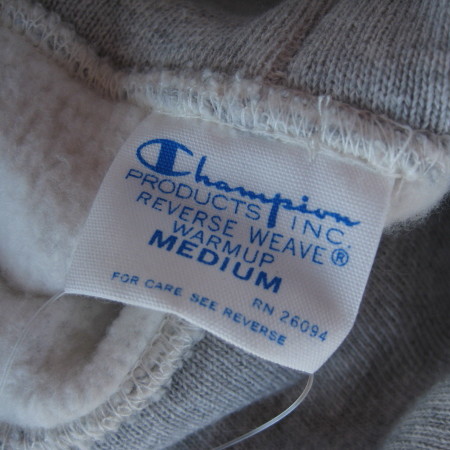 Champion
PRODUCTS INC.
REVERSE WEAVE®
WARMUP
MEDIUM
FOR CARE SEE REVERSE
RN 26094